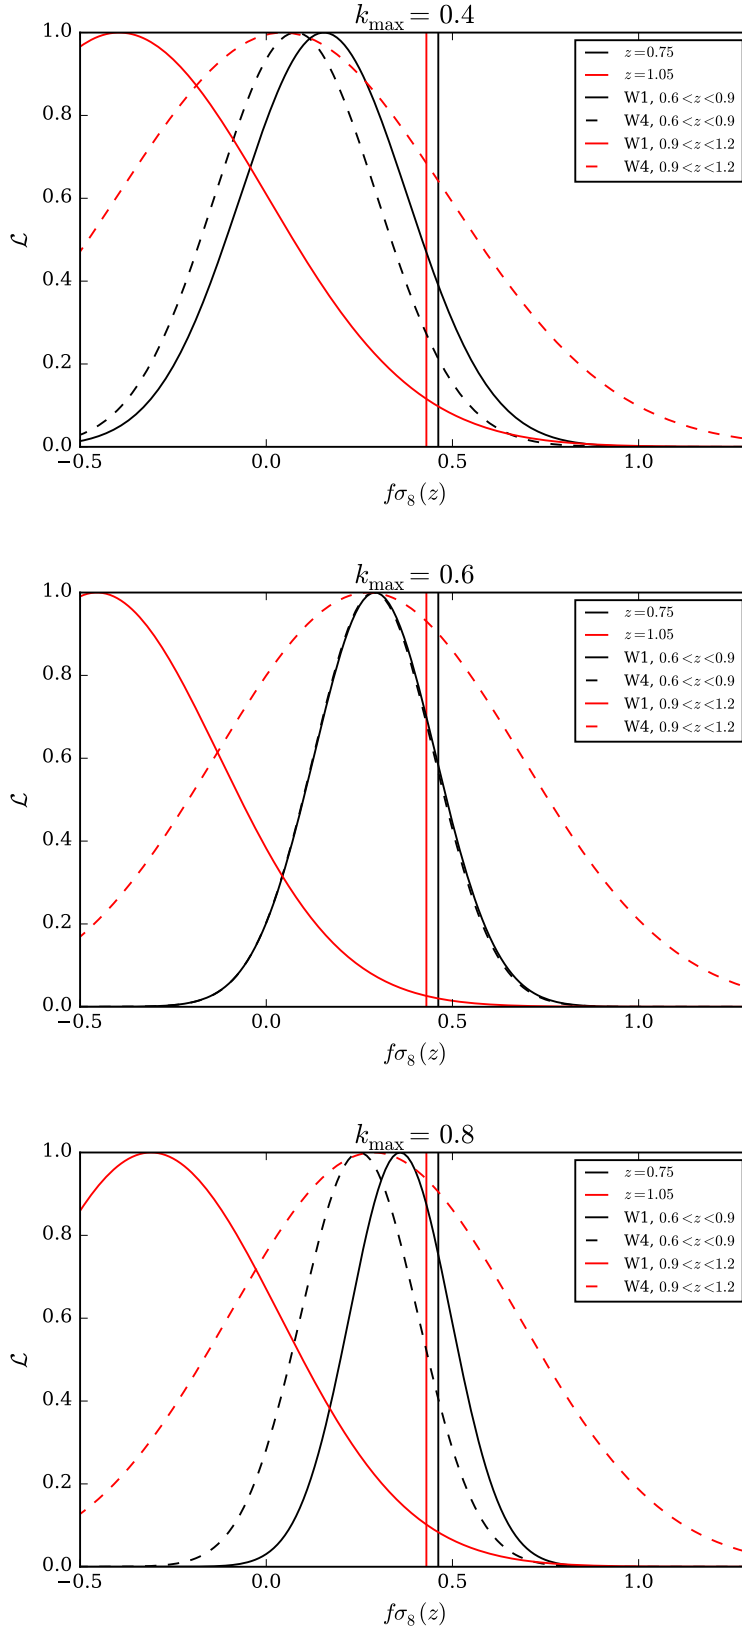 k_max = 0.4
1.0
0.8
0.6
0.4
0.2
0.0
ℒ
z=0.75
z=1.05
W1, 0.6<z<0.9
W4, 0.6<z<0.9
W1, 0.9<z<1.2
W4, 0.9<z<1.2
−0.5 0.0 0.5 1.0
fσ₈(z)
k_max = 0.6
1.0
0.8
0.6
0.4
0.2
0.0
ℒ
z=0.75
z=1.05
W1, 0.6<z<0.9
W4, 0.6<z<0.9
W1, 0.9<z<1.2
W4, 0.9<z<1.2
−0.5 0.0 0.5 1.0
fσ₈(z)
k_max = 0.8
1.0
0.8
0.6
0.4
0.2
0.0
ℒ
z=0.75
z=1.05
W1, 0.6<z<0.9
W4, 0.6<z<0.9
W1, 0.9<z<1.2
W4, 0.9<z<1.2
−0.5 0.0 0.5 1.0
fσ₈(z)